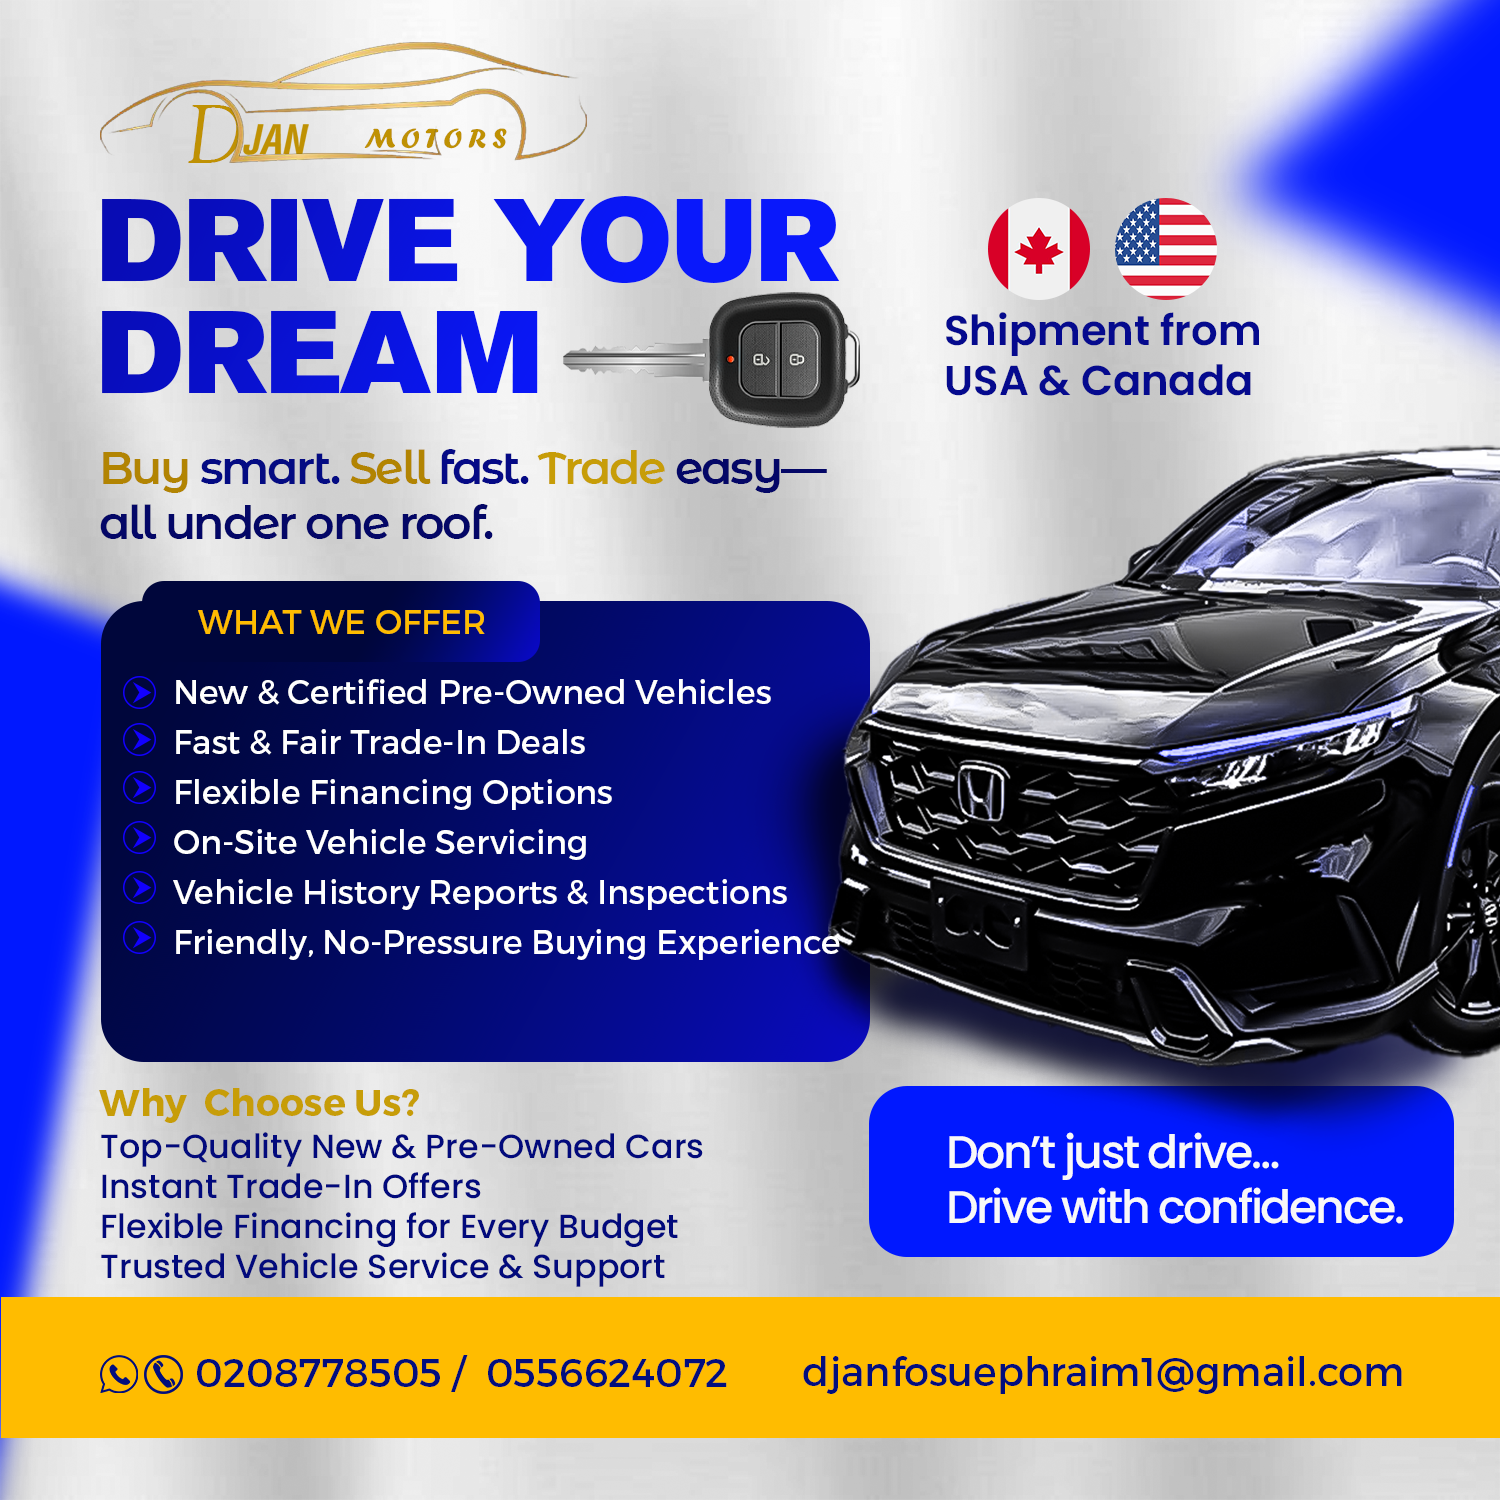 DJAN MOTORS
DRIVE YOUR
DREAM
Shipment from
USA & Canada
Buy smart. Sell fast. Trade easy—
all under one roof.
WHAT WE OFFER
New & Certified Pre-Owned Vehicles
Fast & Fair Trade-In Deals
Flexible Financing Options
On-Site Vehicle Servicing
Vehicle History Reports & Inspections
Friendly, No-Pressure Buying Experience
Why Choose Us?
Top-Quality New & Pre-Owned Cars
Instant Trade-In Offers
Flexible Financing for Every Budget
Trusted Vehicle Service & Support
Don't just drive...
Drive with confidence.
0208778505 / 0556624072
djanfosuephraim1@gmail.com